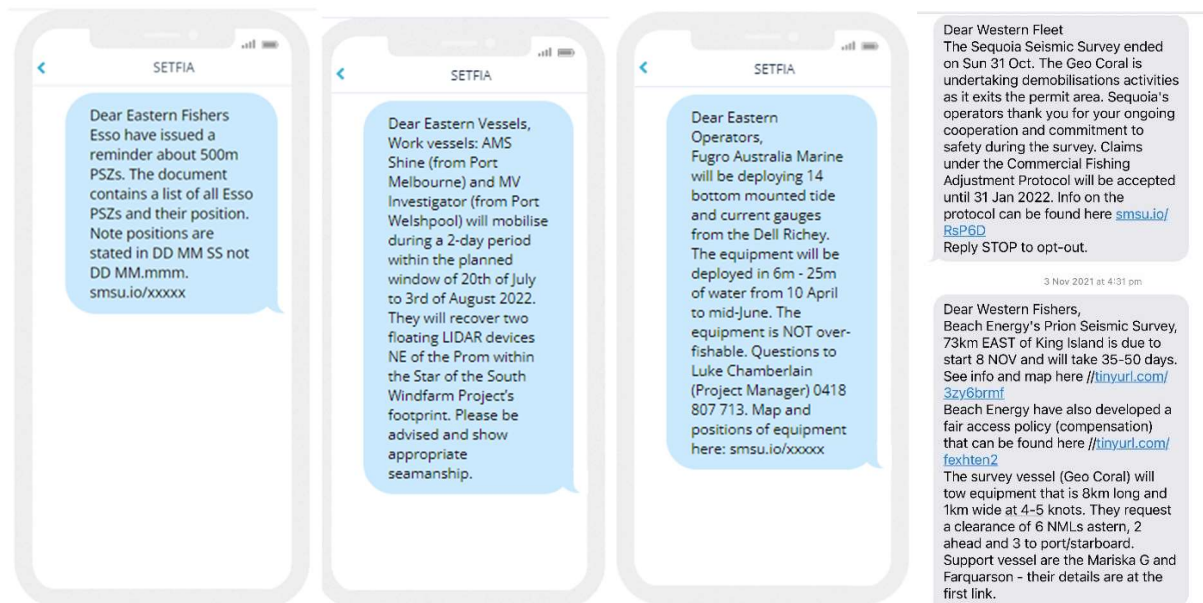 SETFIA
Dear Eastern Fishers
Esso have issued a
reminder about 500m
PSZs. The document
contains a list of all Esso
PSZs and their position.
Note positions are
stated in DD MM SS not
DD MM.mmm.
smsu.io/xxxxx
SETFIA
Dear Eastern Vessels,
Work vessels: AMS
Shine (from Port
Melbourne) and MV
Investigator (from Port
Welshpool) will mobilise
during a 2-day period
within the planned
window of 20th of July
to 3rd of August 2022.
They will recover two
floating LIDAR devices
NE of the Prom within
the Star of the South
Windfarm Project's
footprint. Please be
advised and show
appropriate
seamanship.
SETFIA
Dear Eastern
Operators,
Fugro Australia Marine
will be deploying 14
bottom mounted tide
and current gauges
from the Dell Richey.
The equipment will be
deployed in 6m - 25m
of water from 10 April
to mid-June. The
equipment is NOT over-
fishable. Questions to
Luke Chamberlain
(Project Manager) 0418
807 713. Map and
positions of equipment
here: smsu.io/xxxxx
Dear Western Fleet
The Sequoia Seismic Survey ended
on Sun 31 Oct. The Geo Coral is
undertaking demobilisations activities
as it exits the permit area. Sequoia's
operators thank you for your ongoing
cooperation and commitment to
safety during the survey. Claims
under the Commercial Fishing
Adjustment Protocol will be accepted
until 31 Jan 2022. Info on the
protocol can be found here smsu.io/
RsP6D
Reply STOP to opt-out.
3 Nov 2021 at 4:31 pm
Dear Western Fishers,
Beach Energy's Prion Seismic Survey,
73km EAST of King Island is due to
start 8 NOV and will take 35-50 days.
See info and map here //tinyurl.com/
3zy6brmf
Beach Energy have also developed a
fair access policy (compensation)
that can be found here //tinyurl.com/
fexhten2
The survey vessel (Geo Coral) will
tow equipment that is 8km long and
1km wide at 4-5 knots. They request
a clearance of 6 NMLs astern, 2
ahead and 3 to port/starboard.
Support vessel are the Mariska G and
Farquarson - their details are at the
first link.